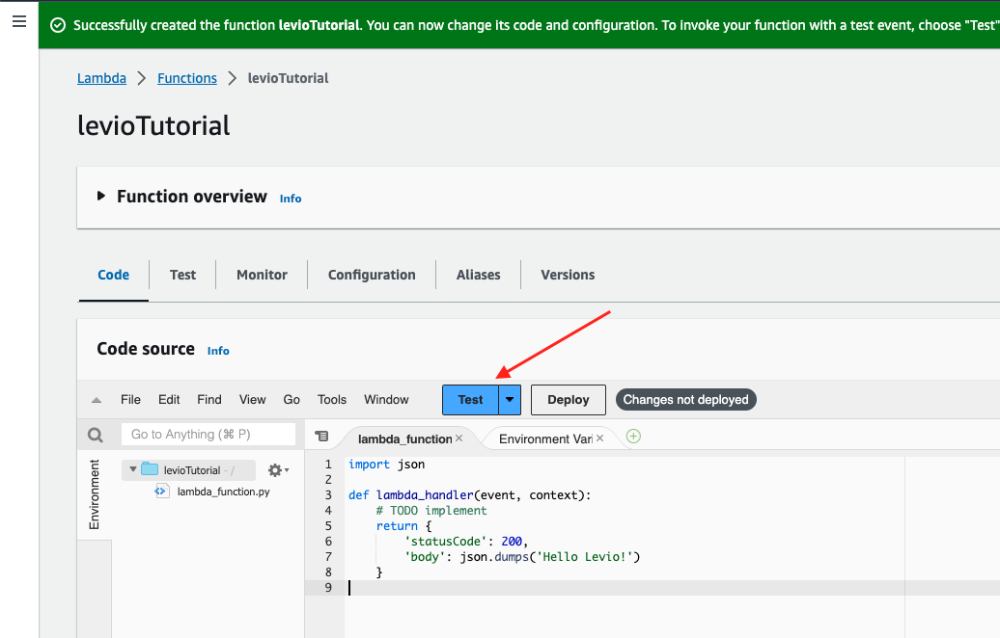 Successfully created the function levioTutorial. You can now change its code and configuration. To invoke your function with a test event, choose "Test"
Lambda > Functions > levioTutorial
levioTutorial
Function overview Info
Code Test Monitor Configuration Aliases Versions
Code source Info
File Edit Find View Go Tools Window Test Deploy Changes not deployed
Go to Anything (⌘ P) lambda_function × Environment Vari ×
Environment
levioTutorial - /
lambda_function.py
1 import json
2
3 def lambda_handler(event, context):
4     # TODO implement
5     return {
6         'statusCode': 200,
7         'body': json.dumps('Hello Levio!')
8     }
9